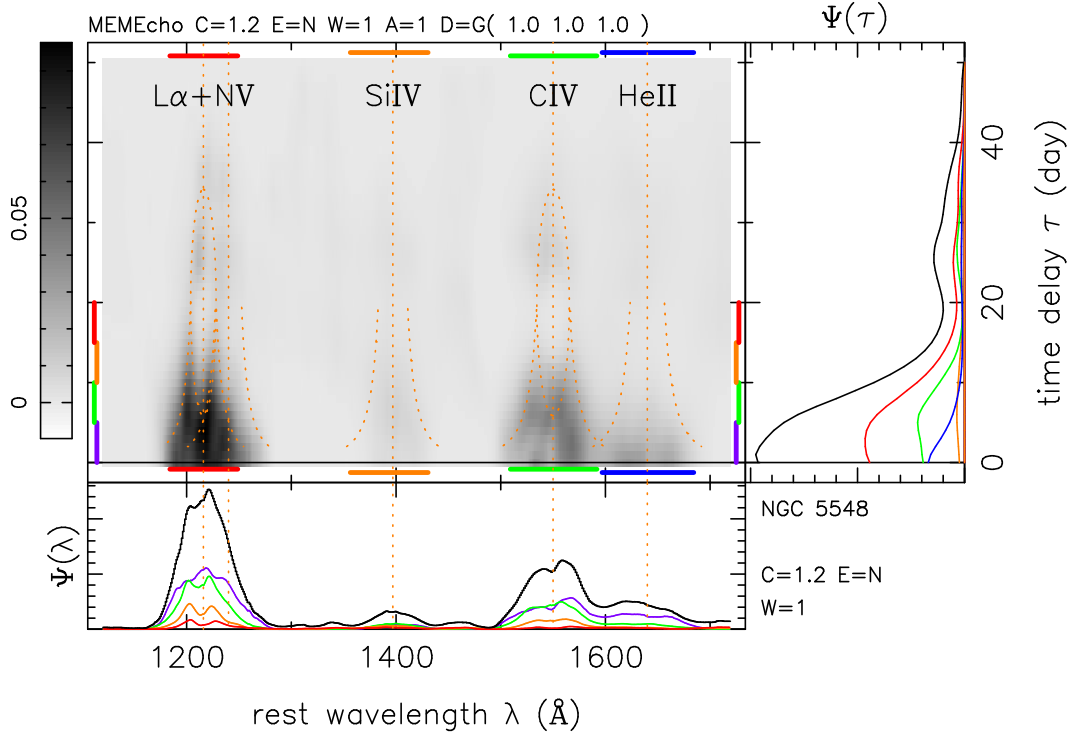 MEMEcho C=1.2 E=N W=1 A=1 D=G( 1.0 1.0 1.0 )
Ψ(τ)
Lα+NV SiIV CIV HeII
0.05
0
40
20
0
time delay τ (day)
Ψ(λ)
NGC 5548
C=1.2 E=N
W=1
1200 1400 1600
rest wavelength λ (Å)